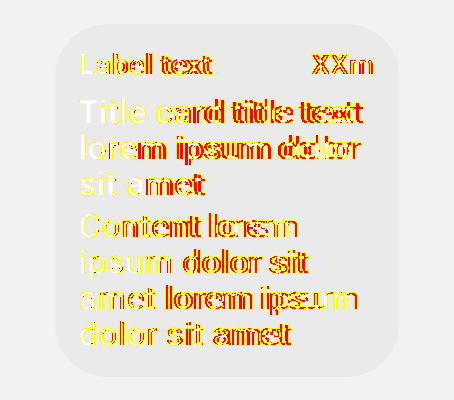 Label text XXm
Title card title text
lorem ipsum dolor
sit amet
Content lorem
ipsum dolor sit
amet lorem ipsum
dolor sit amet